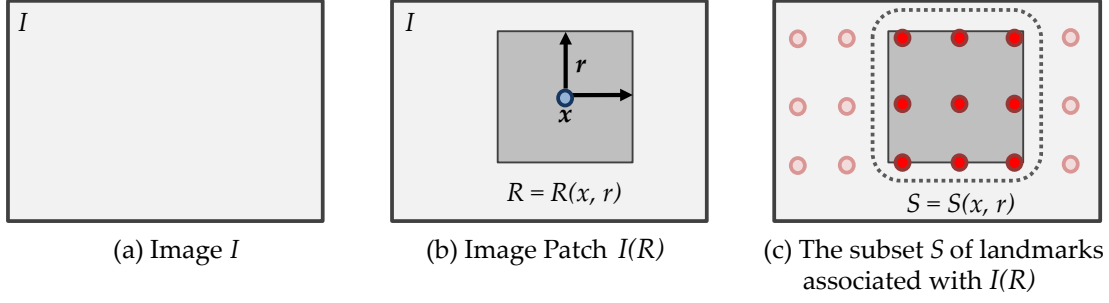 I
(a) Image I
I
r
x
R = R(x, r)
(b) Image Patch I(R)
S = S(x, r)
(c) The subset S of landmarks
associated with I(R)